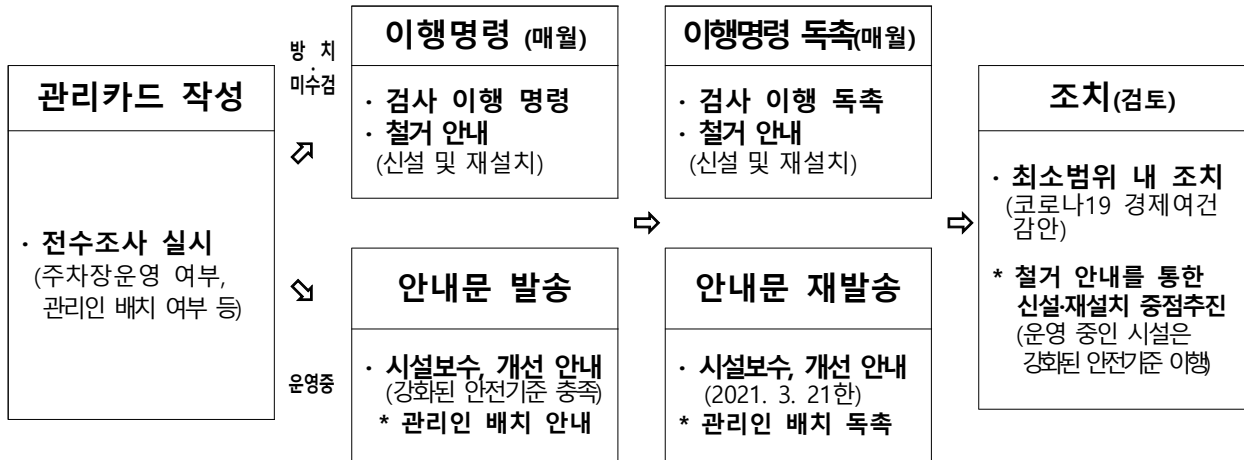 관리카드 작성
· 전수조사 실시
(주차장운영 여부,
관리인 배치 여부 등)
방 치
·
미수검
이행명령 (매월)
· 검사 이행 명령
· 철거 안내
(신설 및 재설치)
이행명령 독촉(매월)
· 검사 이행 독촉
· 철거 안내
(신설 및 재설치)
운영중
안내문 발송
· 시설보수, 개선 안내
(강화된 안전기준 충족)
* 관리인 배치 안내
안내문 재발송
· 시설보수, 개선 안내
(2021. 3. 21한)
* 관리인 배치 독촉
조치(검토)
· 최소범위 내 조치
(코로나19 경제여건
감안)
* 철거 안내를 통한
신설·재설치 중점추진
(운영 중인 시설은
강화된 안전기준 이행)